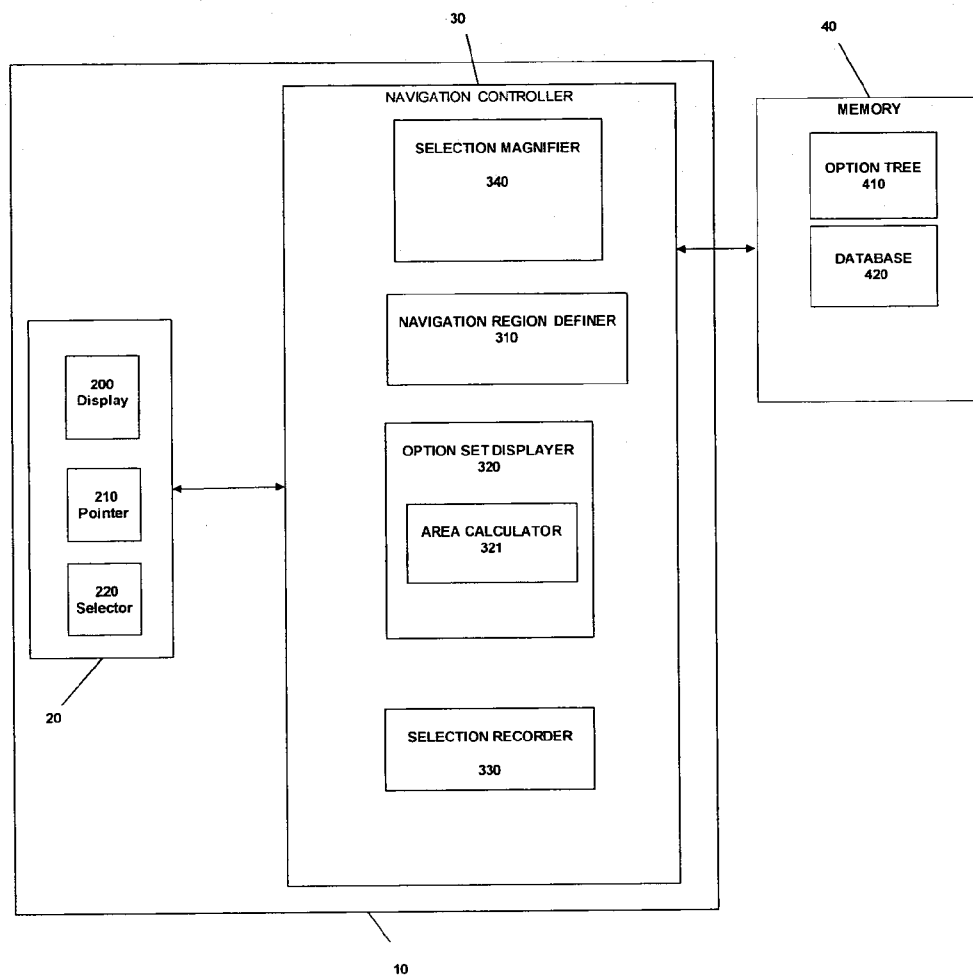 30
40
NAVIGATION CONTROLLER
MEMORY
SELECTION MAGNIFIER
340
OPTION TREE
410
DATABASE
420
NAVIGATION REGION DEFINER
310
200
Display
210
Pointer
220
Selector
OPTION SET DISPLAYER
320
AREA CALCULATOR
321
20
SELECTION RECORDER
330
10